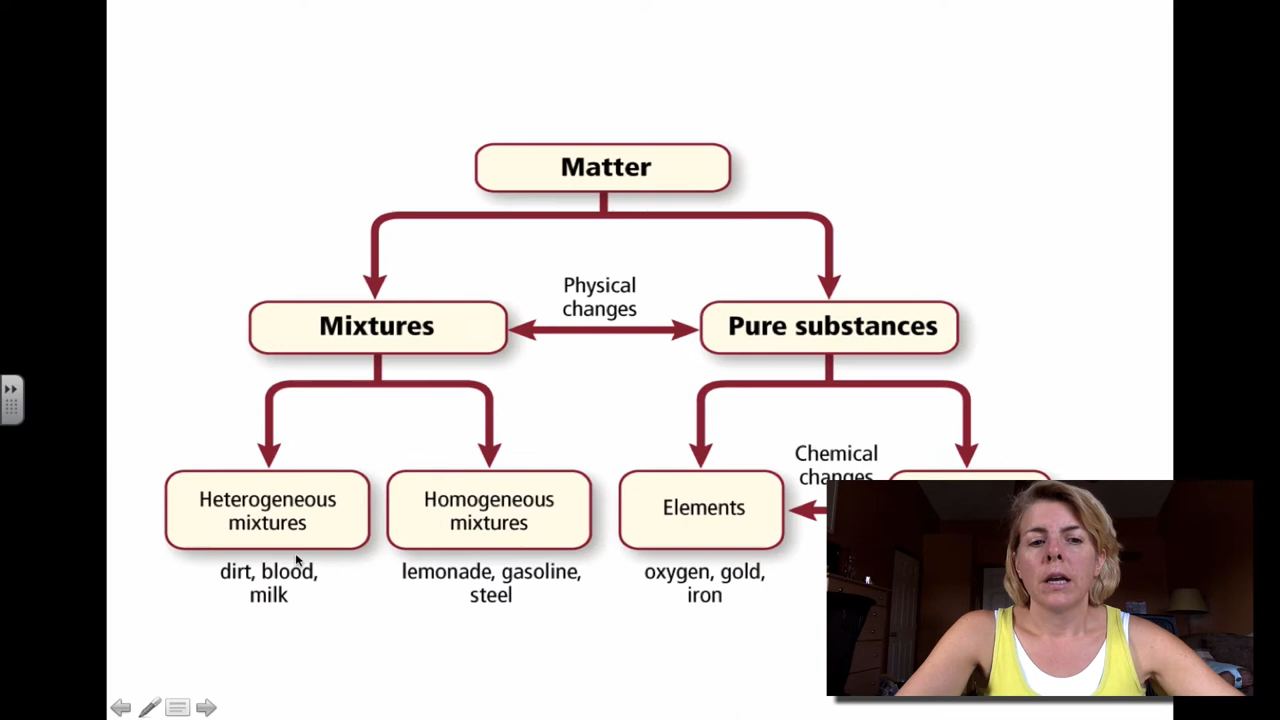 Matter
Physical
changes
Mixtures
Pure substances
Chemical
changes
Heterogeneous
mixtures
Homogeneous
mixtures
Elements
dirt, blood,
milk
lemonade, gasoline,
steel
oxygen, gold,
iron